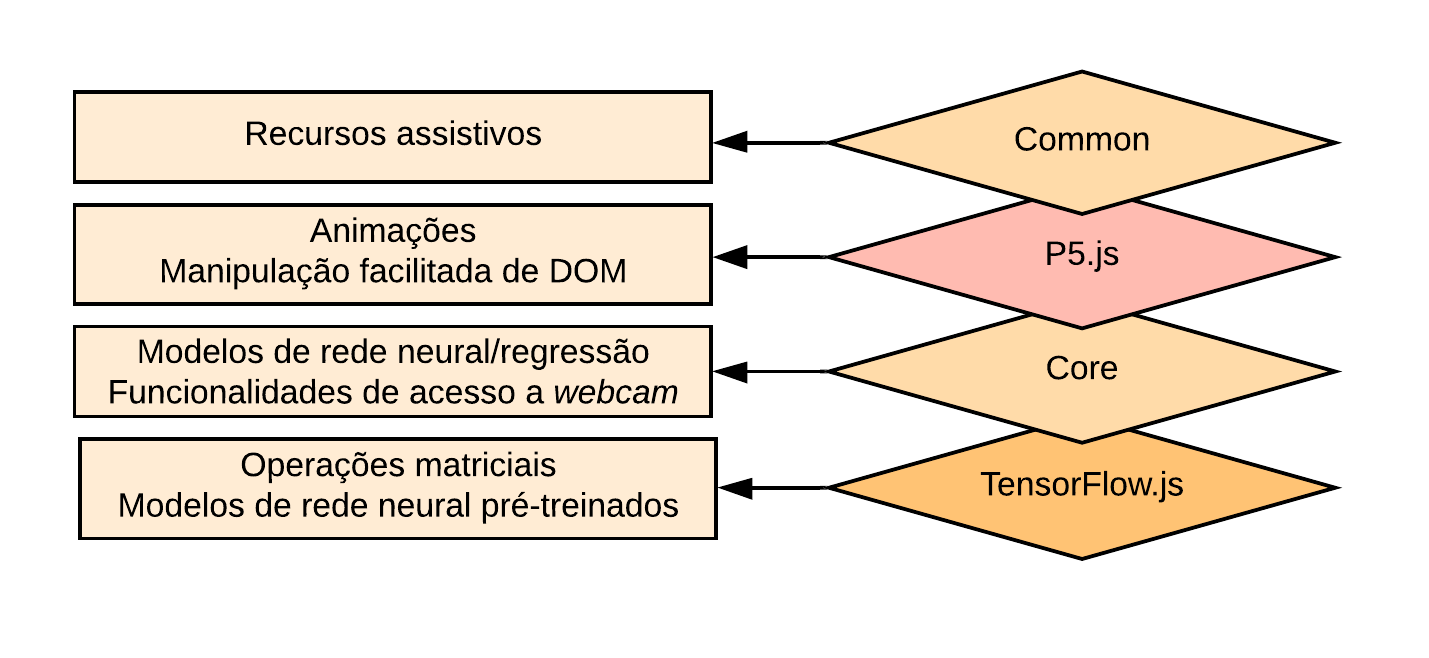 Recursos assistivos
Common
Animações
Manipulação facilitada de DOM
P5.js
Modelos de rede neural/regressão
Funcionalidades de acesso a webcam
Core
Operações matriciais
Modelos de rede neural pré-treinados
TensorFlow.js